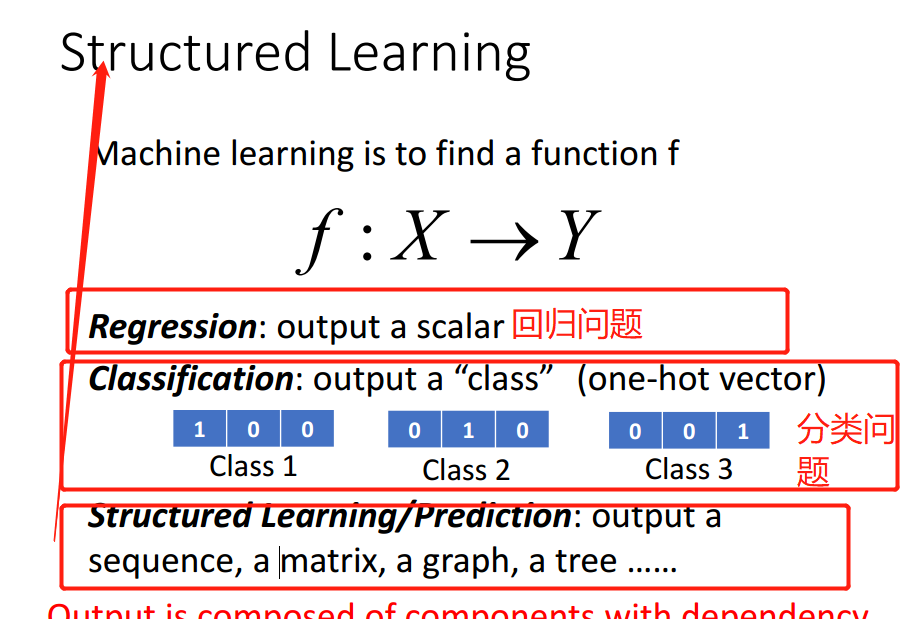 Structured Learning
Machine learning is to find a function f
f : X → Y
Regression: output a scalar 回归问题
Classification: output a “class” (one-hot vector)
1 0 0 0 1 0 0 0 1
Class 1 Class 2 Class 3
分类问
题
Structured Learning/Prediction: output a
sequence, a matrix, a graph, a tree ……
Output is composed of components with dependency